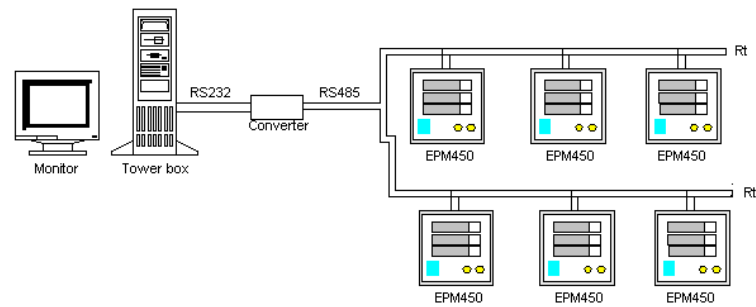 Rt
RS232
RS485
Converter
Monitor
Tower box
EPM450
EPM450
EPM450
Rt
EPM450
EPM450
EPM450